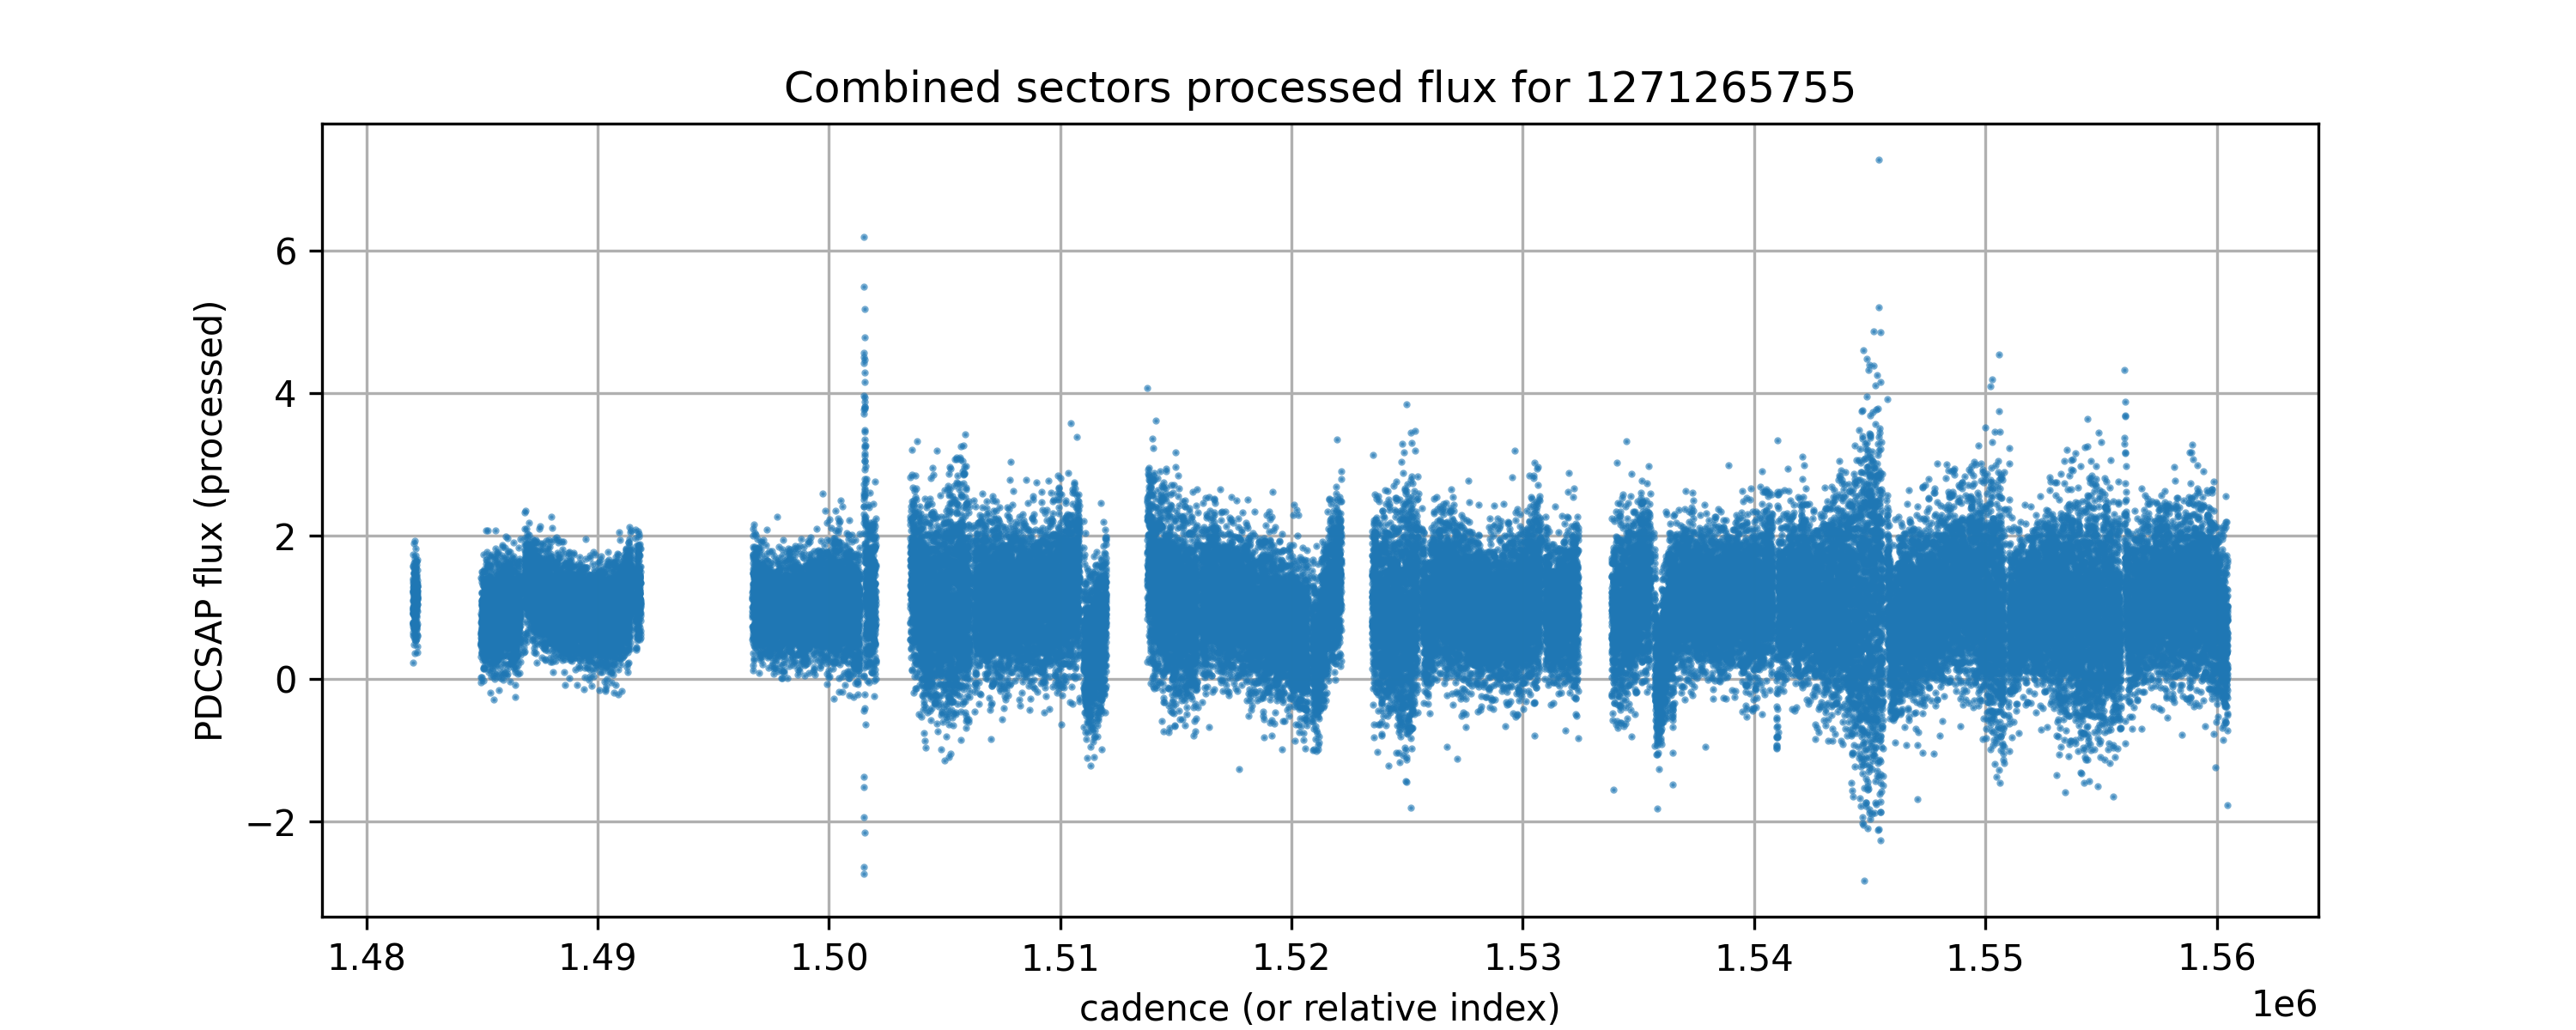 Combined sectors processed flux for 1271265755
PDCSAP flux (processed)
6
4
2
0
−2
1.48 1.49 1.50 1.51 1.52 1.53 1.54 1.55 1.56
cadence (or relative index)
1e6